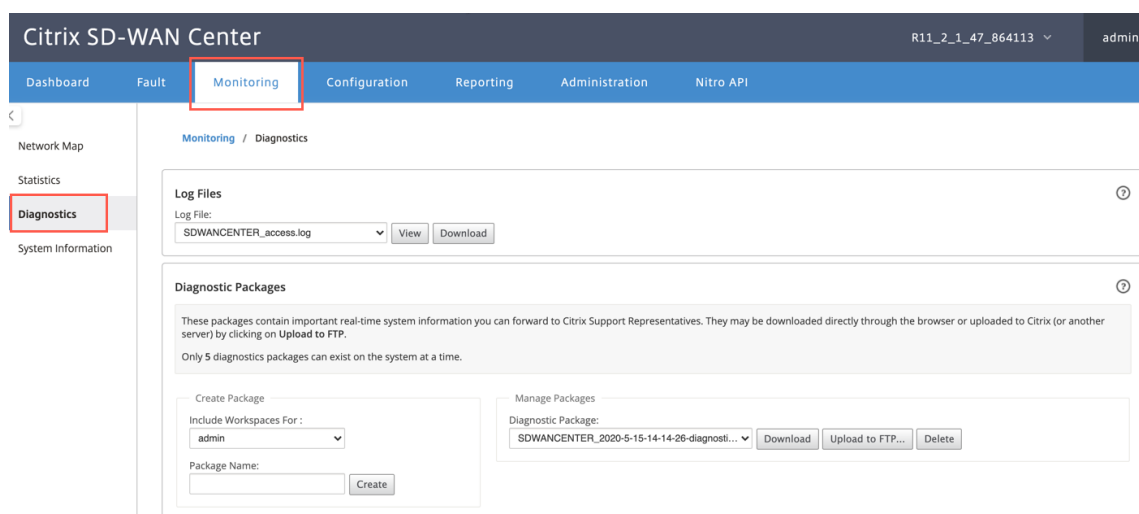 Citrix SD-WAN Center
R11_2_1_47_864113
admin
Dashboard Fault Monitoring Configuration Reporting Administration Nitro API
Network Map
Statistics
Diagnostics
System Information
Monitoring / Diagnostics
Log Files
Log File:
SDWANCENTER_access.log View Download
Diagnostic Packages
These packages contain important real-time system information you can forward to Citrix Support Representatives. They may be downloaded directly through the browser or uploaded to Citrix (or another
server) by clicking on Upload to FTP.
Only 5 diagnostics packages can exist on the system at a time.
Create Package
Include Workspaces For :
admin
Package Name:
Create
Manage Packages
Diagnostic Package:
SDWANCENTER_2020-5-15-14-14-26-diagnosti... Download Upload to FTP... Delete